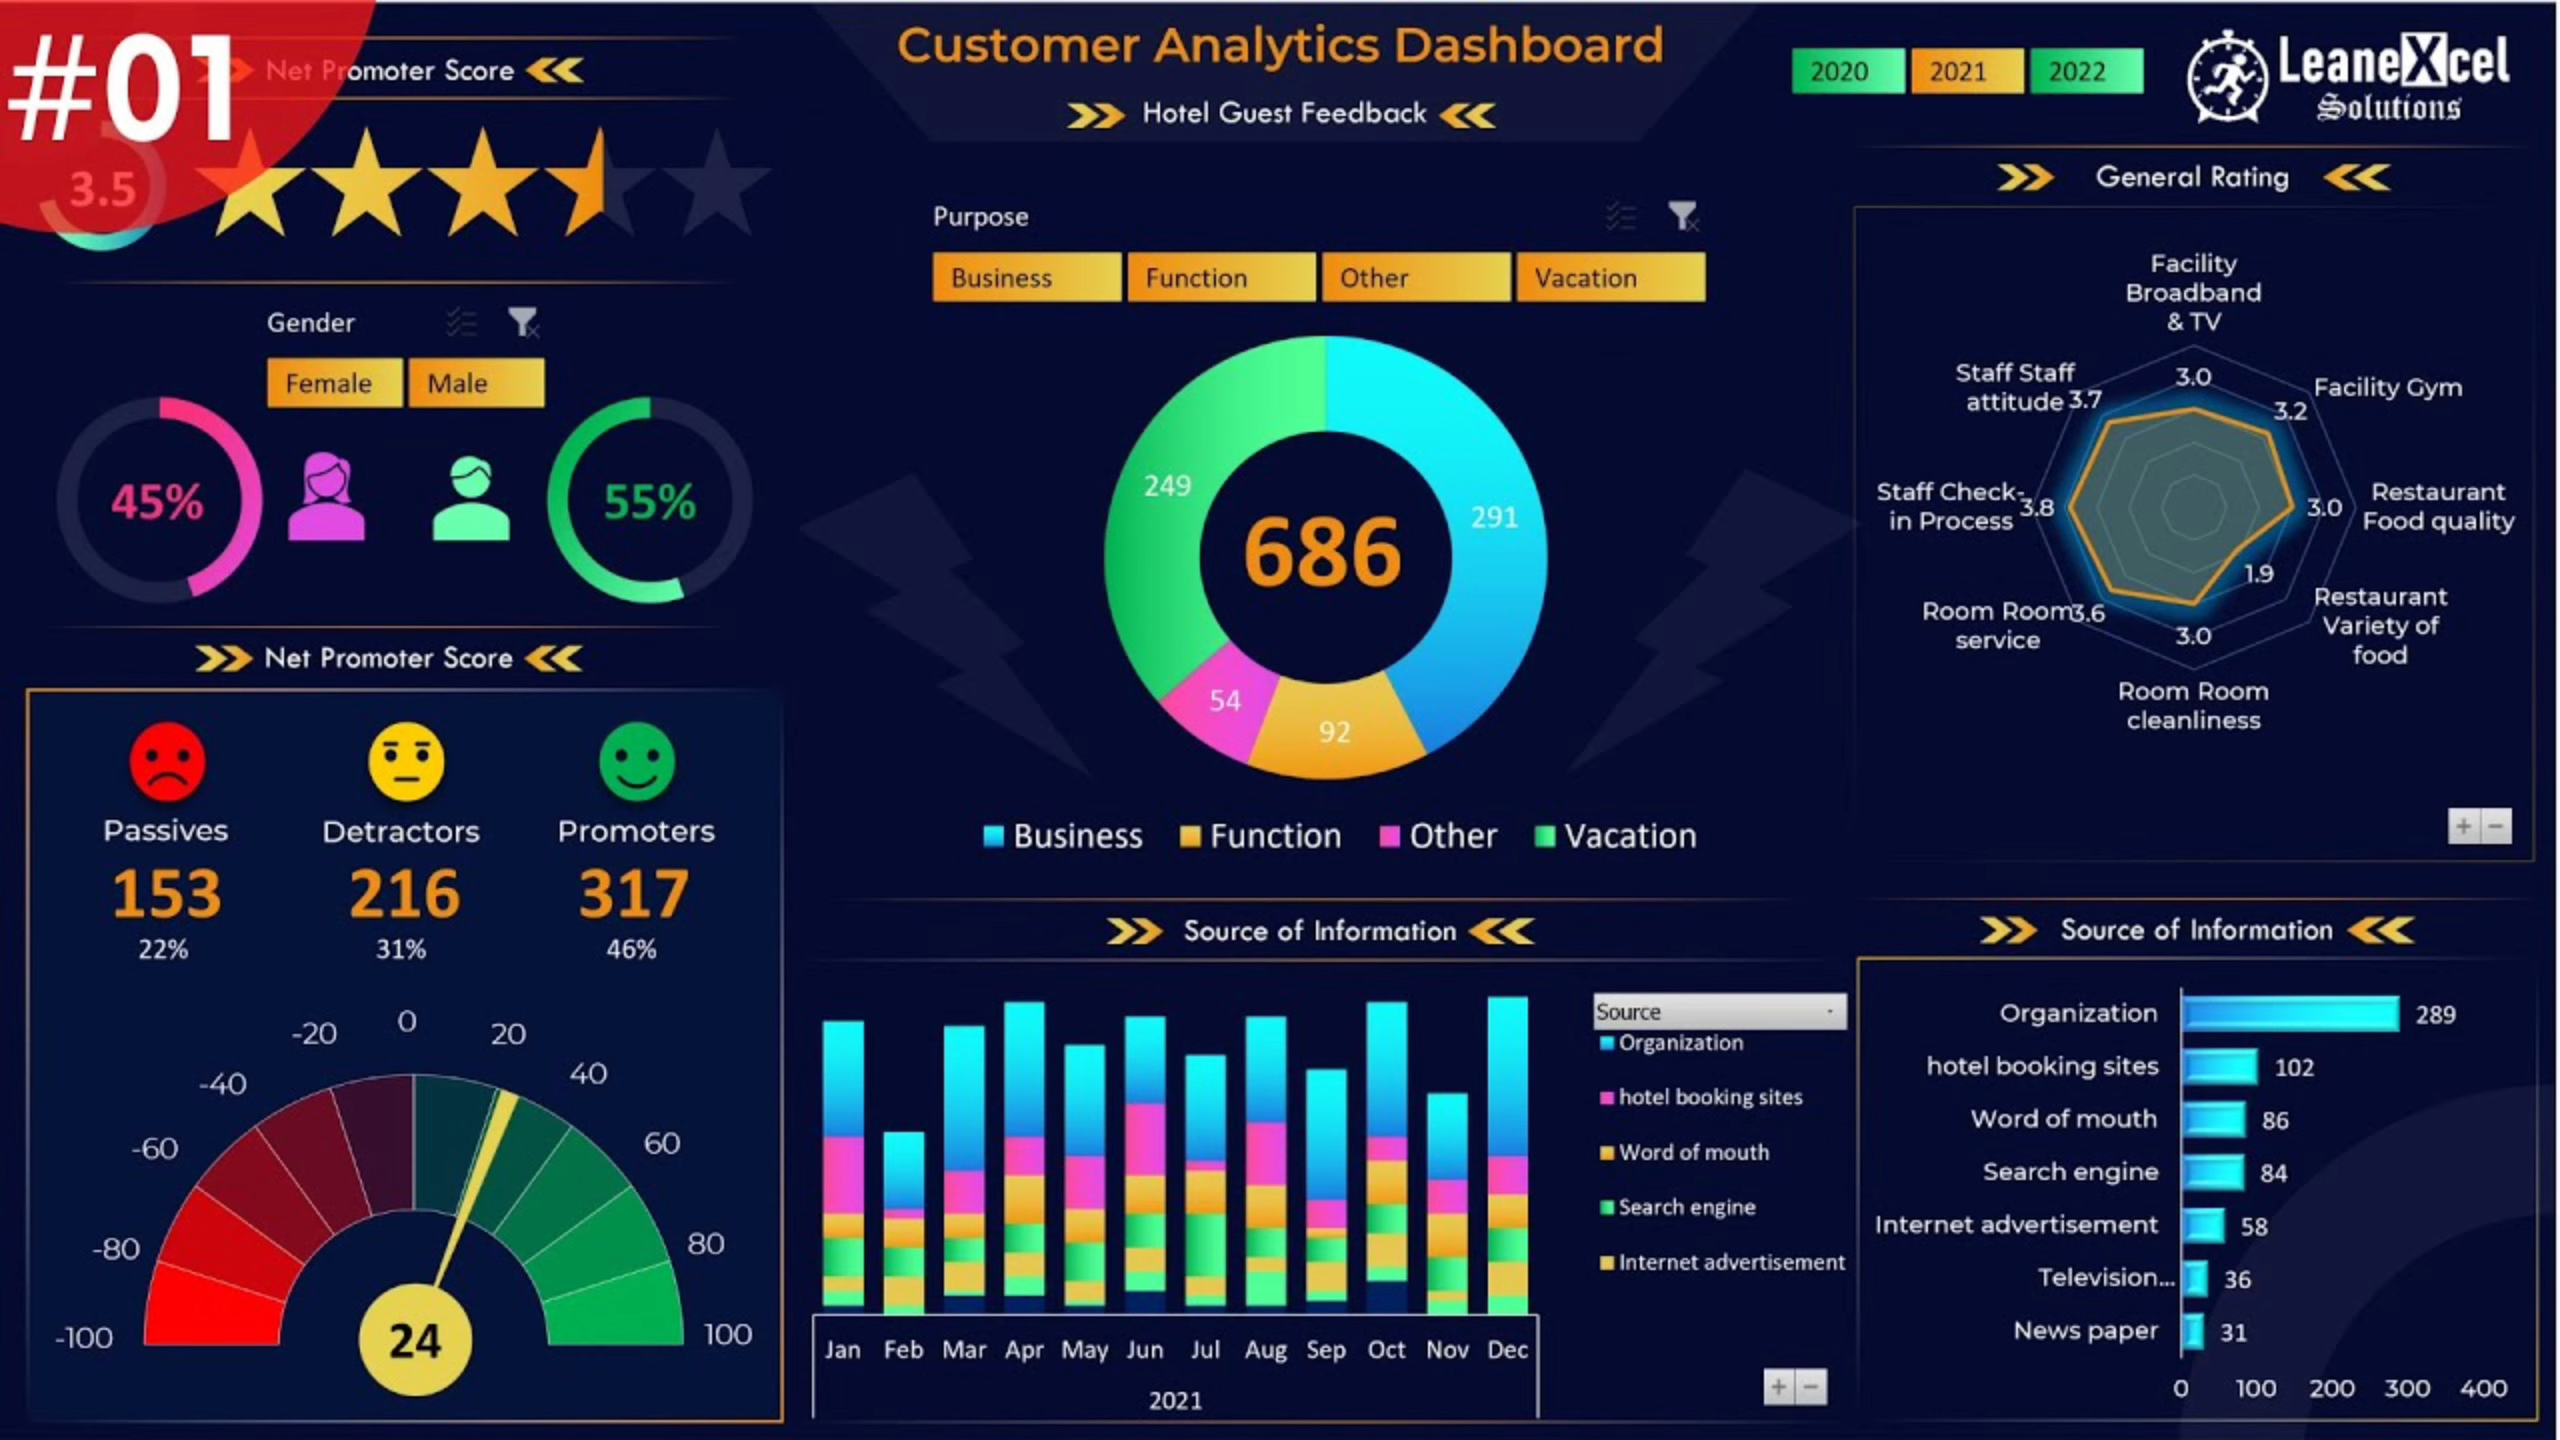 #01
Net Promoter Score
3.5
Customer Analytics Dashboard
Hotel Guest Feedback
2020
2021
2022
LeaneXcel
Solutions
Gender
Female
Male
45%
55%
Net Promoter Score
Passives
Detractors
Promoters
153
216
317
22%
31%
46%
-100
-80
-60
-40
-20
0
20
40
60
80
100
24
Purpose
Business
Function
Other
Vacation
249
291
686
54
92
Business
Function
Other
Vacation
General Rating
Facility
Broadband
& TV
3.0
Facility Gym
3.2
Restaurant
Food quality
3.0
Restaurant
Variety of
food
1.9
Room Room
cleanliness
3.0
Room Room
service
3.6
Staff Check-
in Process
3.8
Staff Staff
attitude
3.7
+
−
Source of Information
Source
Organization
hotel booking sites
Word of mouth
Search engine
Internet advertisement
Jan Feb Mar Apr May Jun Jul Aug Sep Oct Nov Dec
2021
+
−
Source of Information
Organization 289
hotel booking sites 102
Word of mouth 86
Search engine 84
Internet advertisement 58
Television... 36
News paper 31
0 100 200 300 400